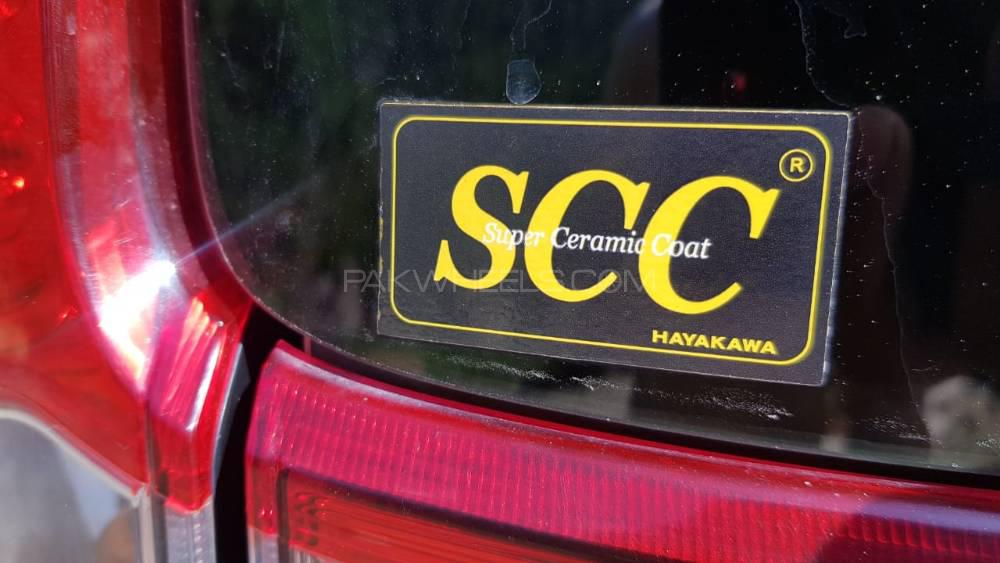 ®
SCC
Super Ceramic Coat
PAKWHEELS.COM
HAYAKAWA